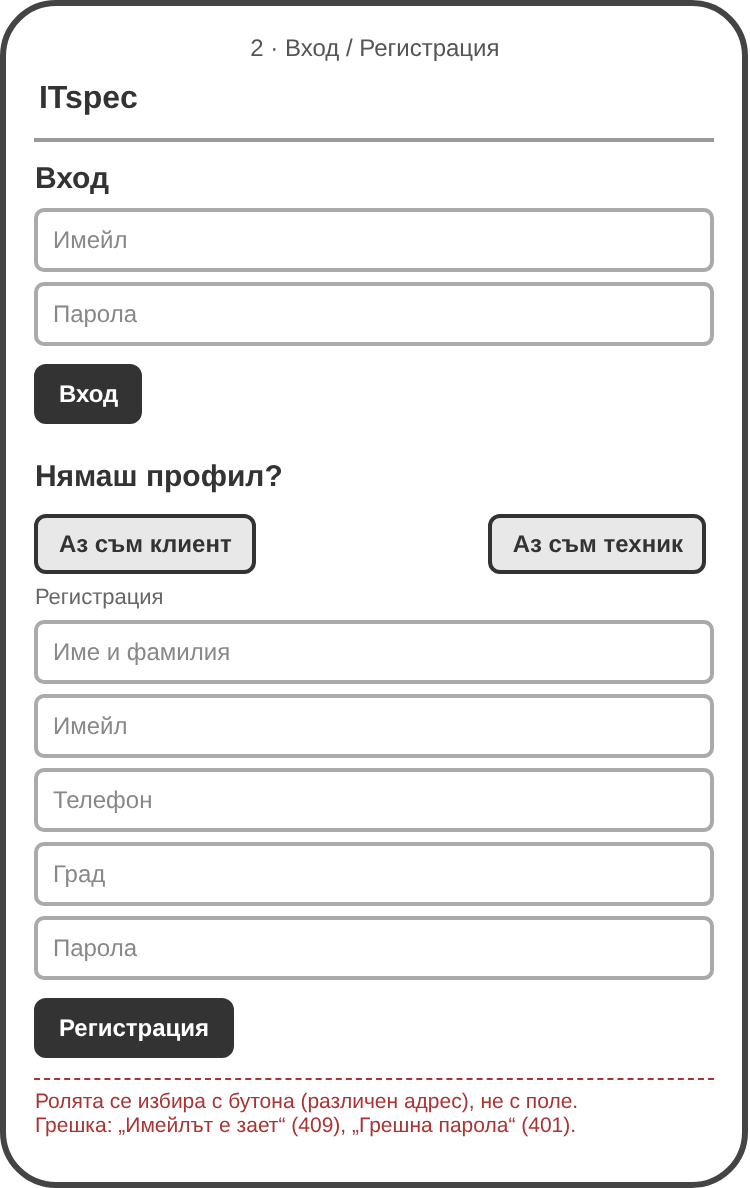 2 · Вход / Регистрация
ITspec
Вход
Имейл
Парола
Вход
Нямаш профил?
Аз съм клиент
Аз съм техник
Регистрация
Име и фамилия
Имейл
Телефон
Град
Парола
Регистрация
Ролята се избира с бутона (различен адрес), не с поле.
Грешка: „Имейлът е зает“ (409), „Грешна парола“ (401).